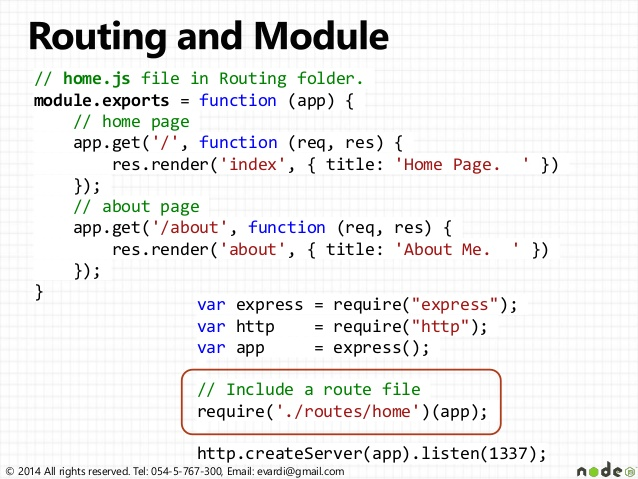 Routing and Module
// home.js file in Routing folder.
module.exports = function (app) {
    // home page
    app.get('/', function (req, res) {
        res.render('index', { title: 'Home Page.  ' })
    });
    // about page
    app.get('/about', function (req, res) {
        res.render('about', { title: 'About Me.  ' })
    });
}
var express = require("express");
var http    = require("http");
var app     = express();
// Include a route file
require('./routes/home')(app);
http.createServer(app).listen(1337);
© 2014 All rights reserved. Tel: 054-5-767-300, Email: evardi@gmail.com
node JS